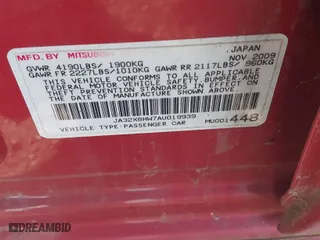 MFD. BY MITSUBISHI JAPAN
GVWR 4190LBS/ 1900KG NOV 2009
GAWR FR 2227LBS/1010KG GAWR RR 2117LBS/ 960KG
THIS VEHICLE CONFORMS TO ALL APPLICABLE
FEDERAL MOTOR VEHICLE SAFETY, BUMPER, AND
THEFT PREVENTION STANDARDS IN EFFECT ON
THE DATE OF MANUFACTURE SHOWN ABOVE.
JA32X8HW7AU019939
VEHICLE TYPE:PASSENGER CAR MU001448
DREAMBID